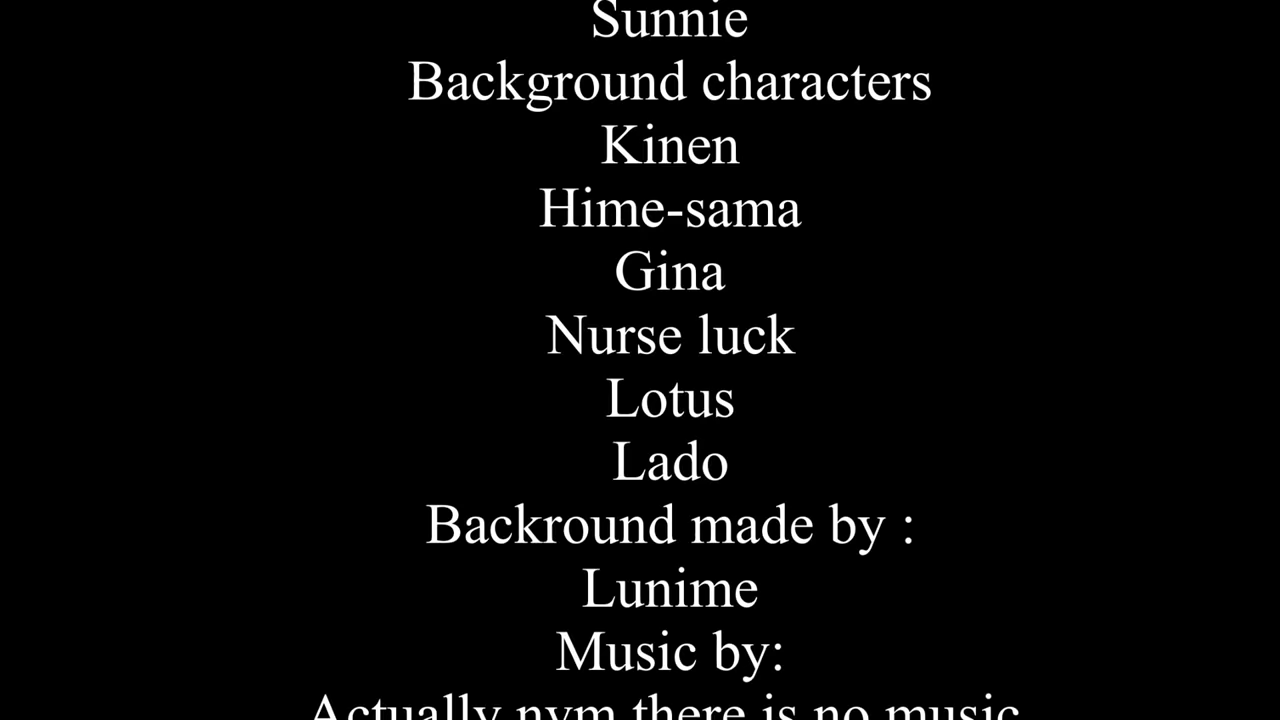 Sunnie
Background characters
Kinen
Hime-sama
Gina
Nurse luck
Lotus
Lado
Backround made by :
Lunime
Music by:
Actually nvm there is no music